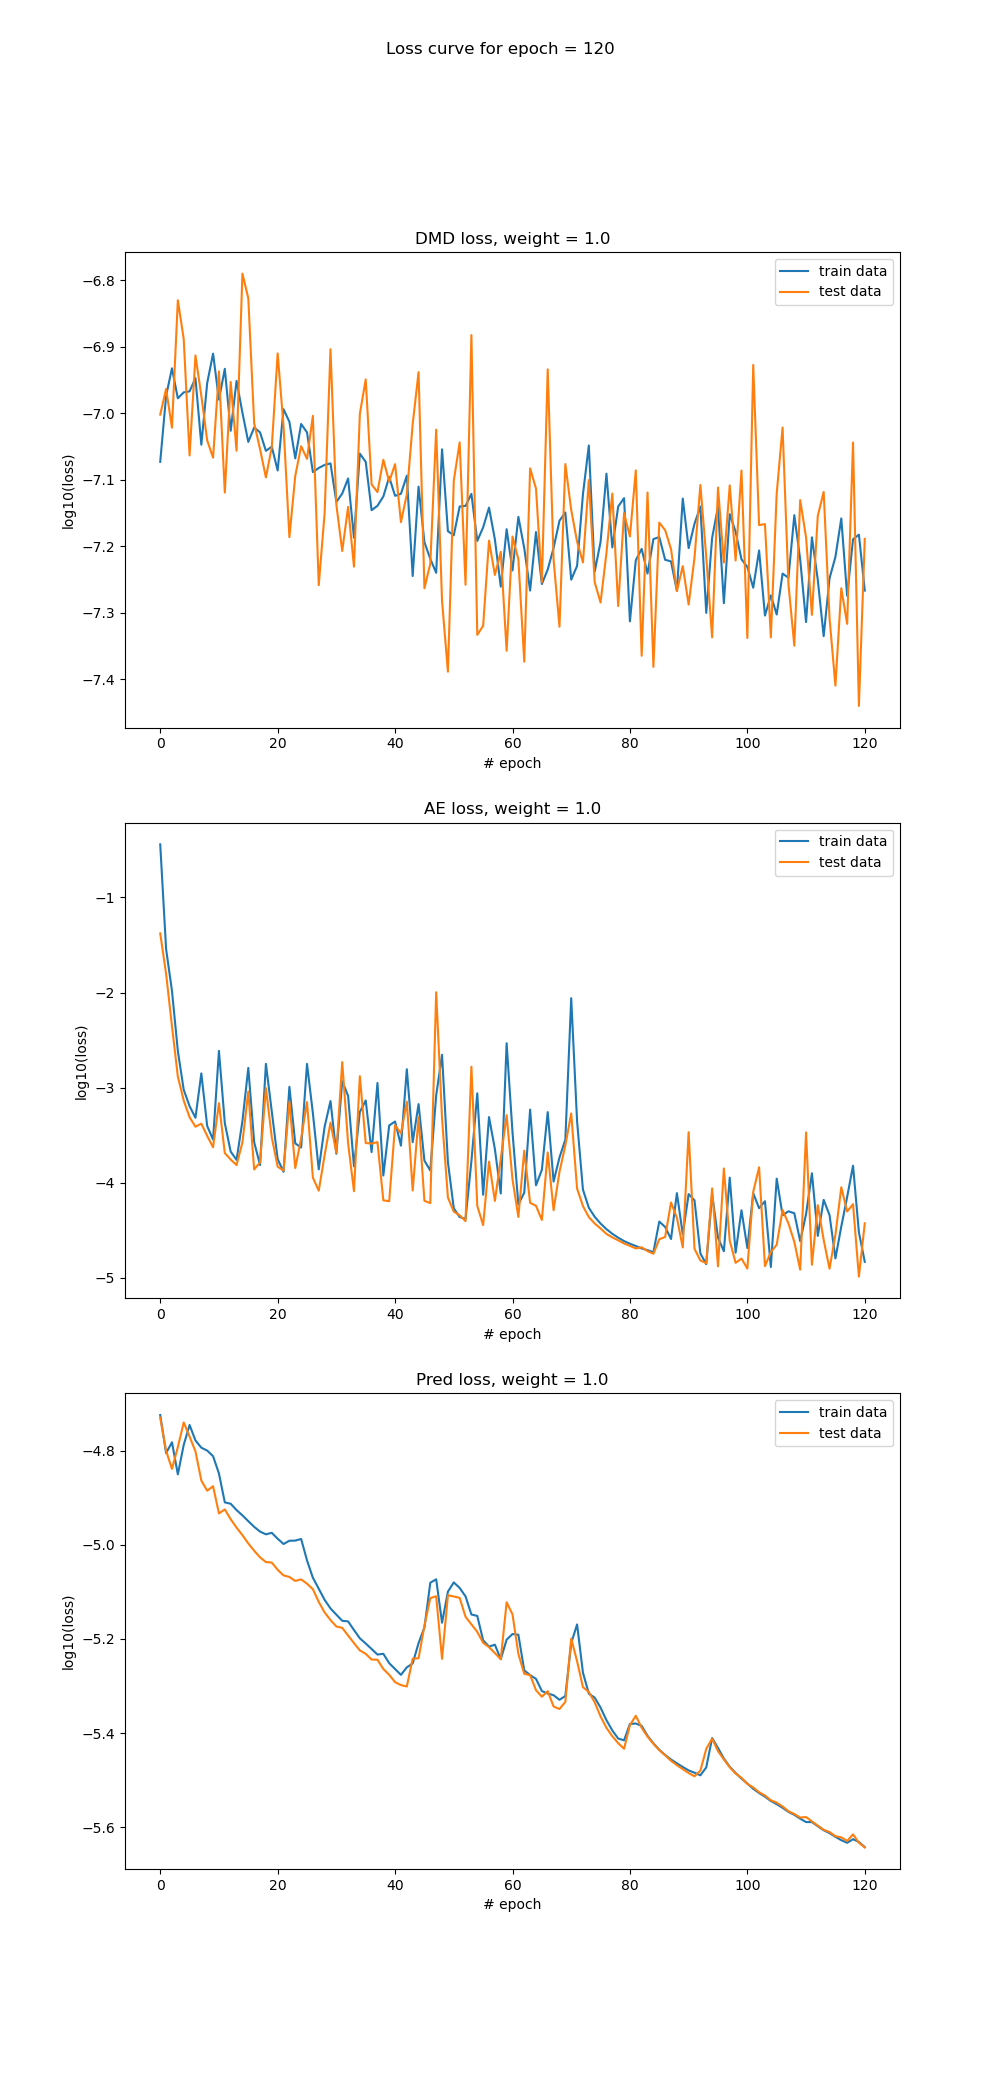 Loss curve for epoch = 120
DMD loss, weight = 1.0
train data
test data
−6.8
−6.9
−7.0
−7.1
−7.2
−7.3
−7.4
log10(loss)
0 20 40 60 80 100 120
# epoch
AE loss, weight = 1.0
train data
test data
−1
−2
−3
−4
−5
log10(loss)
0 20 40 60 80 100 120
# epoch
Pred loss, weight = 1.0
train data
test data
−4.8
−5.0
−5.2
−5.4
−5.6
log10(loss)
0 20 40 60 80 100 120
# epoch